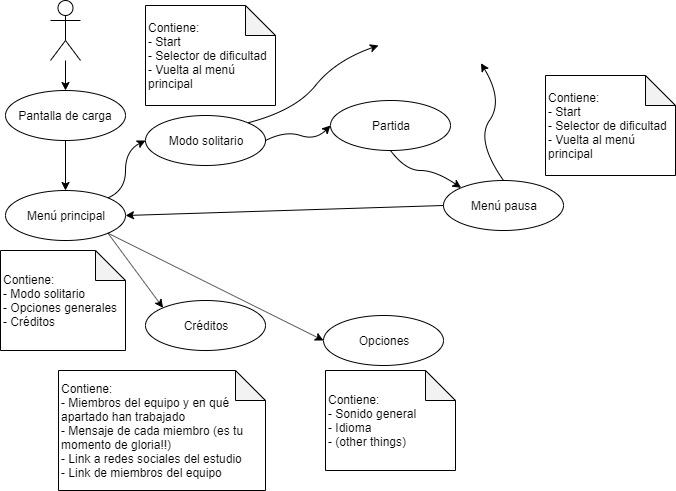 Contiene:
- Start
- Selector de dificultad
- Vuelta al menú
principal
Pantalla de carga
Modo solitario
Partida
Contiene:
- Start
- Selector de dificultad
- Vuelta al menú
principal
Menú principal
Menú pausa
Contiene:
- Modo solitario
- Opciones generales
- Créditos
Créditos
Opciones
Contiene:
- Miembros del equipo y en qué
apartado han trabajado
- Mensaje de cada miembro (es tu
momento de gloria!!)
- Link a redes sociales del estudio
- Link de miembros del equipo
Contiene:
- Sonido general
- Idioma
- (other things)